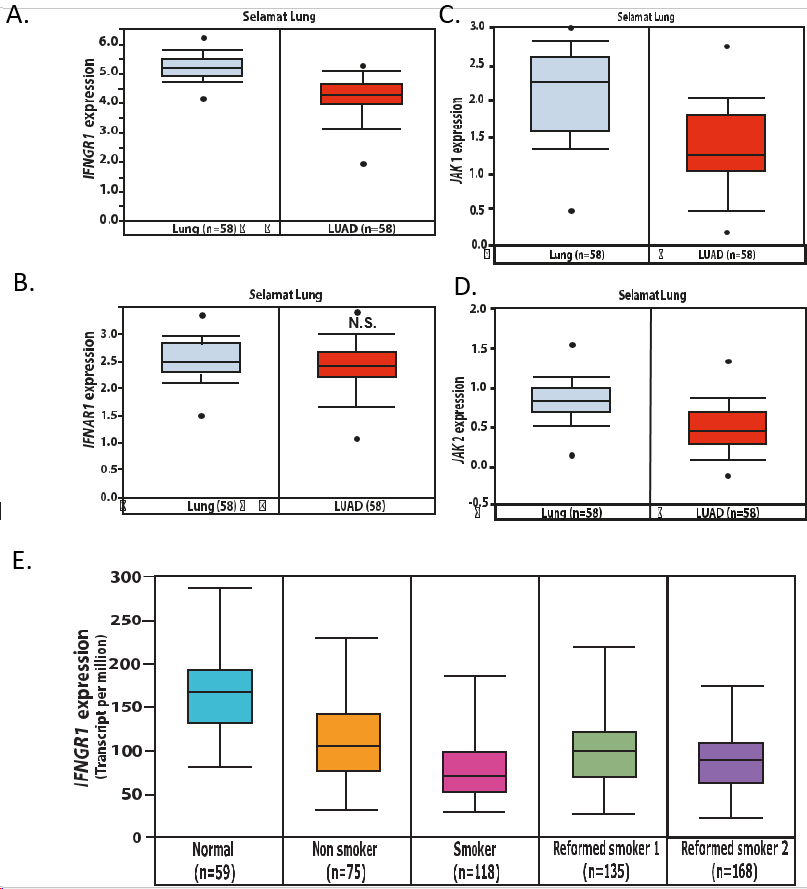 A.
Selamat Lung
IFNGR1 expression
6.0
5.0
4.0
3.0
2.0
1.0
0.0
Lung (n=58)
LUAD (n=58)
B.
Selamat Lung
IFNAR1 expression
3.0
2.5
2.0
1.5
1.0
0.5
0.0
N.S.
Lung (58)
LUAD (58)
C.
Selamat Lung
JAK 1 expression
3.0
2.5
2.0
1.5
1.0
0.5
0.0
Lung (n=58)
LUAD (n=58)
D.
Selamat Lung
JAK 2 expression
2.0
1.5
1.0
0.5
0.0
-0.5
Lung (n=58)
LUAD (n=58)
E.
IFNGR1 expression
(Transcript per million)
300
250
200
150
100
50
0
Normal
(n=59)
Non smoker
(n=75)
Smoker
(n=118)
Reformed smoker 1
(n=135)
Reformed smoker 2
(n=168)